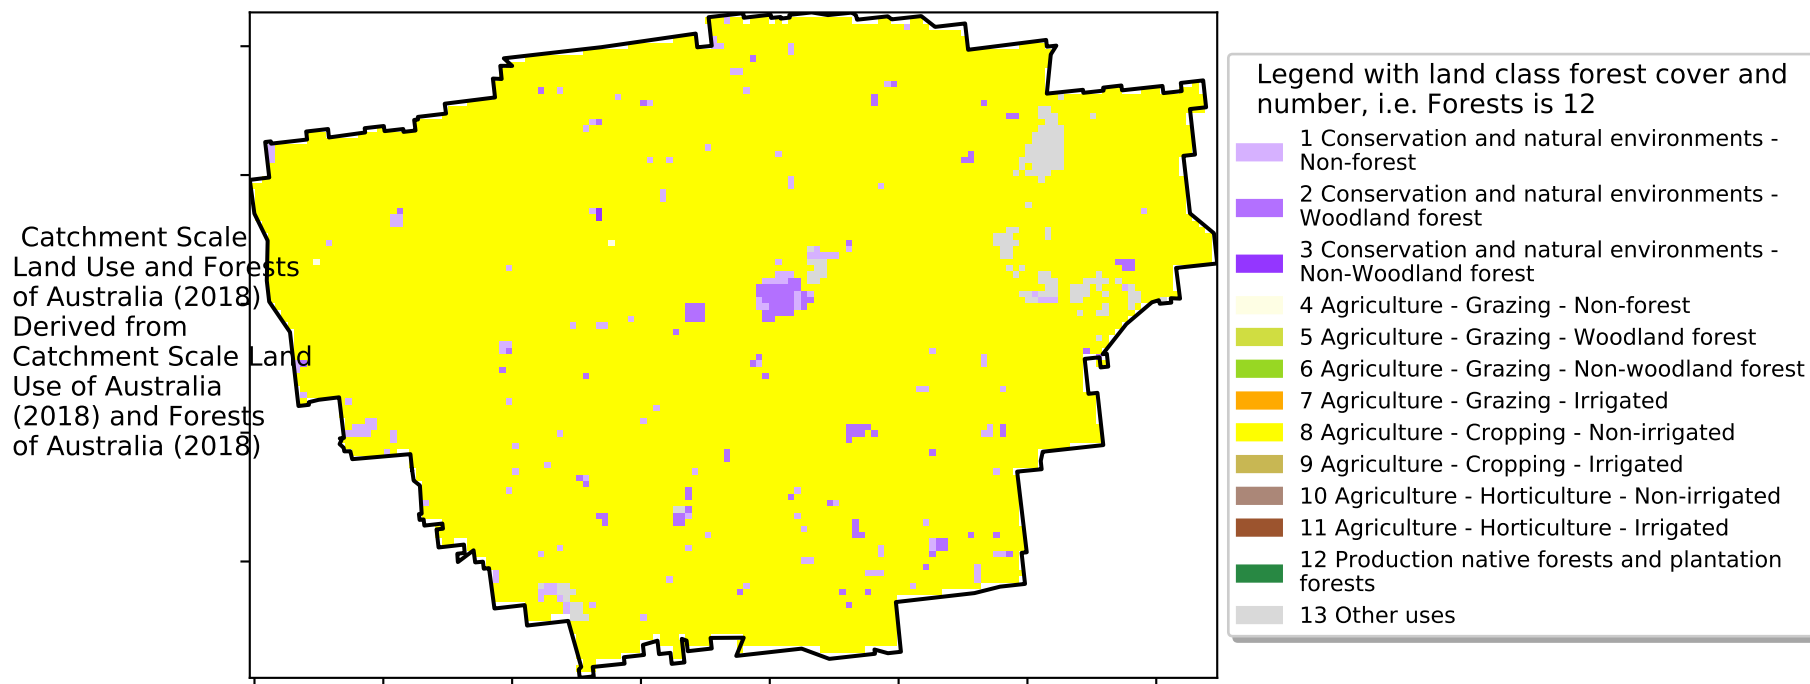 Catchment Scale
Land Use and Forests
of Australia (2018)
Derived from
Catchment Scale Land
Use of Australia
(2018) and Forests
of Australia (2018)
Legend with land class forest cover and
number, i.e. Forests is 12
1 Conservation and natural environments -
Non-forest
2 Conservation and natural environments -
Woodland forest
3 Conservation and natural environments -
Non-Woodland forest
4 Agriculture - Grazing - Non-forest
5 Agriculture - Grazing - Woodland forest
6 Agriculture - Grazing - Non-woodland forest
7 Agriculture - Grazing - Irrigated
8 Agriculture - Cropping - Non-irrigated
9 Agriculture - Cropping - Irrigated
10 Agriculture - Horticulture - Non-irrigated
11 Agriculture - Horticulture - Irrigated
12 Production native forests and plantation
forests
13 Other uses